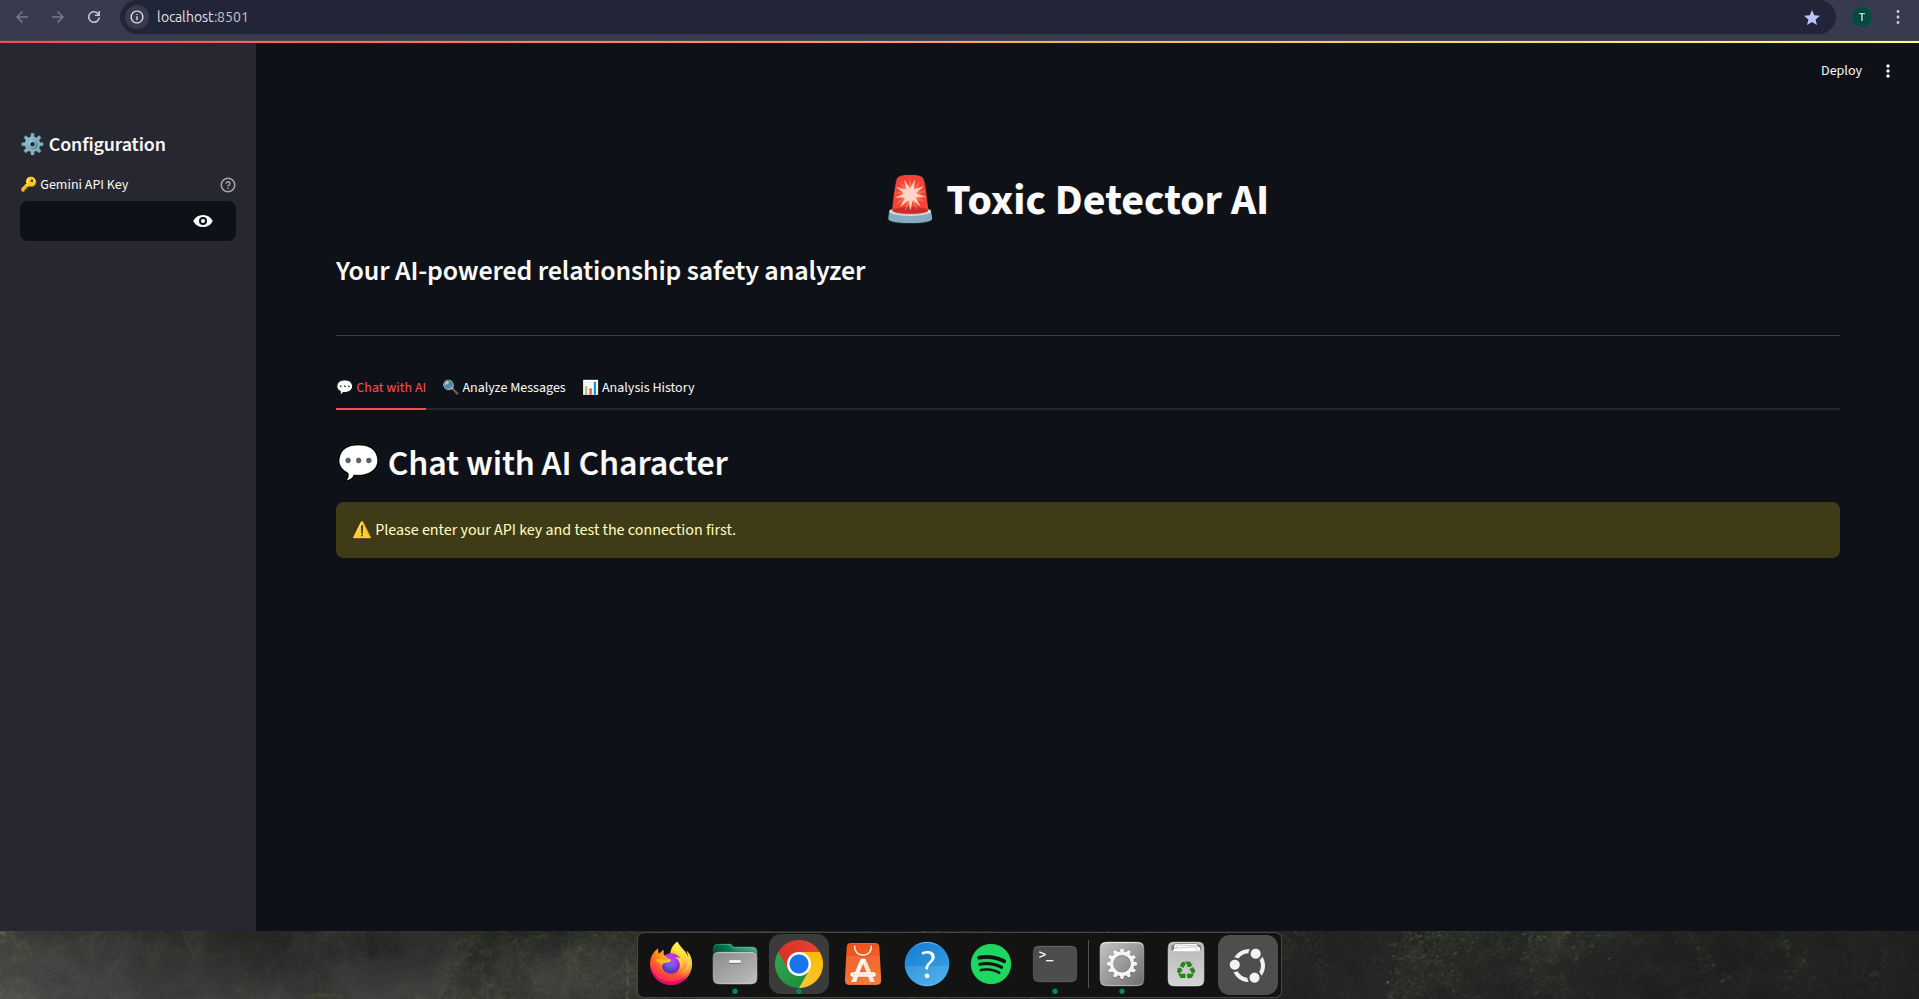 localhost:8501
T
Deploy
⚙️ Configuration
🔑 Gemini API Key
🚨 Toxic Detector AI
Your AI-powered relationship safety analyzer
💬 Chat with AI 🔍 Analyze Messages 📊 Analysis History
💬 Chat with AI Character
⚠️ Please enter your API key and test the connection first.